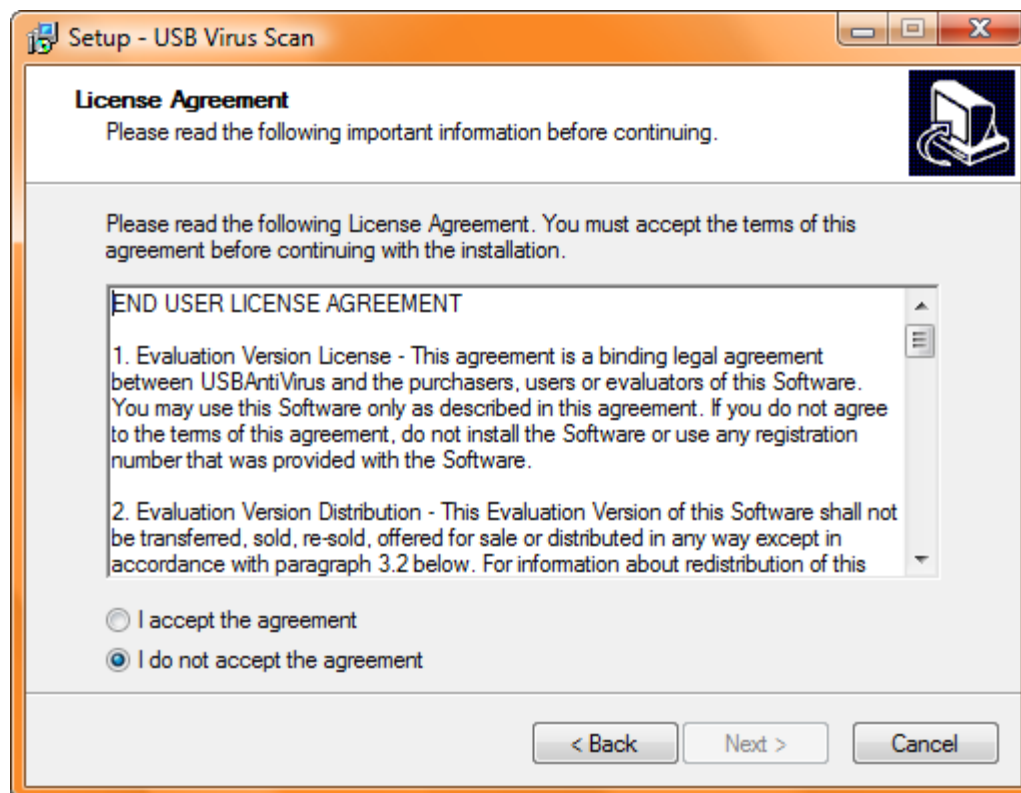 Setup - USB Virus Scan
License Agreement
Please read the following important information before continuing.
Please read the following License Agreement. You must accept the terms of this
agreement before continuing with the installation.
END USER LICENSE AGREEMENT
1. Evaluation Version License - This agreement is a binding legal agreement
between USBAntiVirus and the purchasers, users or evaluators of this Software.
You may use this Software only as described in this agreement. If you do not agree
to the terms of this agreement, do not install the Software or use any registration
number that was provided with the Software.
2. Evaluation Version Distribution - This Evaluation Version of this Software shall not
be transferred, sold, re-sold, offered for sale or distributed in any way except in
accordance with paragraph 3.2 below. For information about redistribution of this
I accept the agreement
I do not accept the agreement
< Back
Next >
Cancel